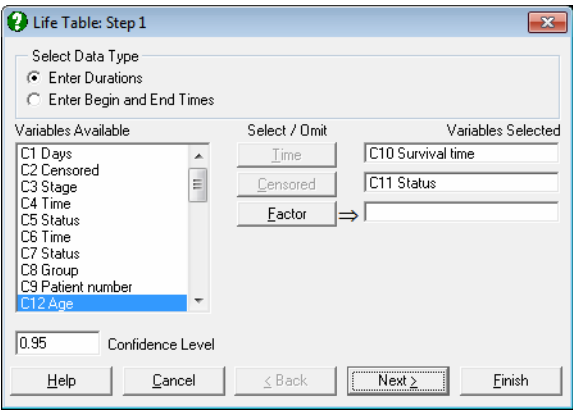 Life Table: Step 1
Select Data Type
Enter Durations
Enter Begin and End Times
Variables Available
Select / Omit
Variables Selected
C1 Days
C2 Censored
C3 Stage
C4 Time
C5 Status
C6 Time
C7 Status
C8 Group
C9 Patient number
C12 Age
Time
C10 Survival time
Censored
C11 Status
Factor
0.95 Confidence Level
Help Cancel < Back Next > Finish